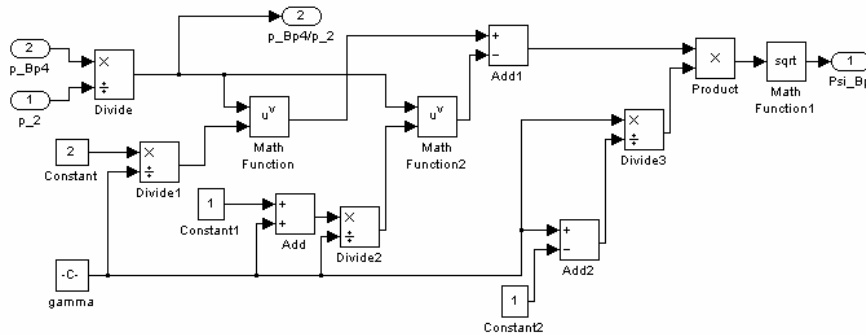 2
p_Bp4/p_2
2
p_Bp4
1
p_2
×
÷
Divide
+
−
Add1
×
Product
sqrt
Math
Function1
1
Psi_Bp
u^v
Math
Function
u^v
Math
Function2
×
÷
Divide3
2
Constant
×
÷
Divide1
1
Constant1
+
+
Add
×
÷
Divide2
+
−
Add2
-C-
gamma
1
Constant2